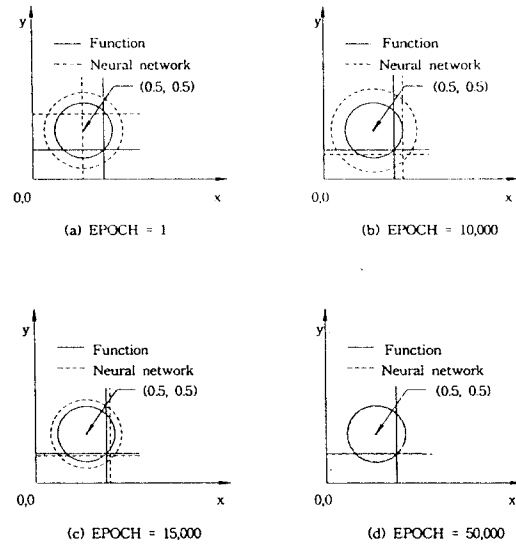 y
Function
Neural network
(0.5, 0.5)
0,0
x
(a) EPOCH = 1
y
Function
Neural network
(0.5, 0.5)
0,0
x
(b) EPOCH = 10,000
y
Function
Neural network
(0.5, 0.5)
0,0
x
(c) EPOCH = 15,000
y
Function
Neural network
(0.5, 0.5)
0,0
x
(d) EPOCH = 50,000